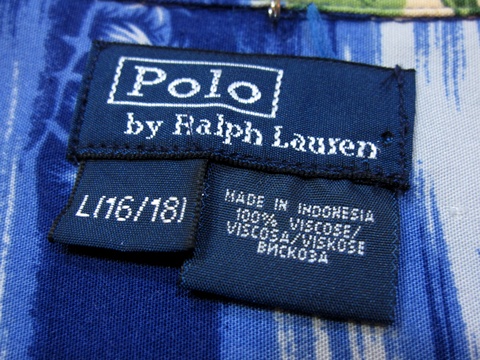 Polo
by Ralph Lauren
L(16/18)
MADE IN INDONESIA
100% VISCOSE/
VISCOSA/VISKOSE
ВИСКОЗА